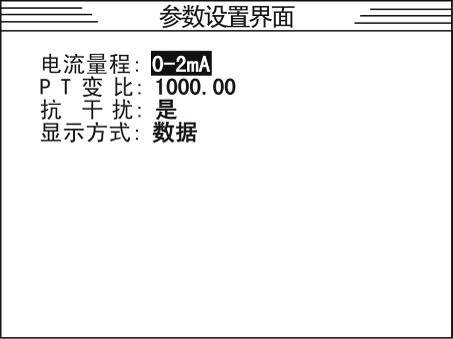 参数设置界面
电流量程: 0-2mA
P T 变 比: 1000.00
抗 干 扰: 是
显示方式: 数据